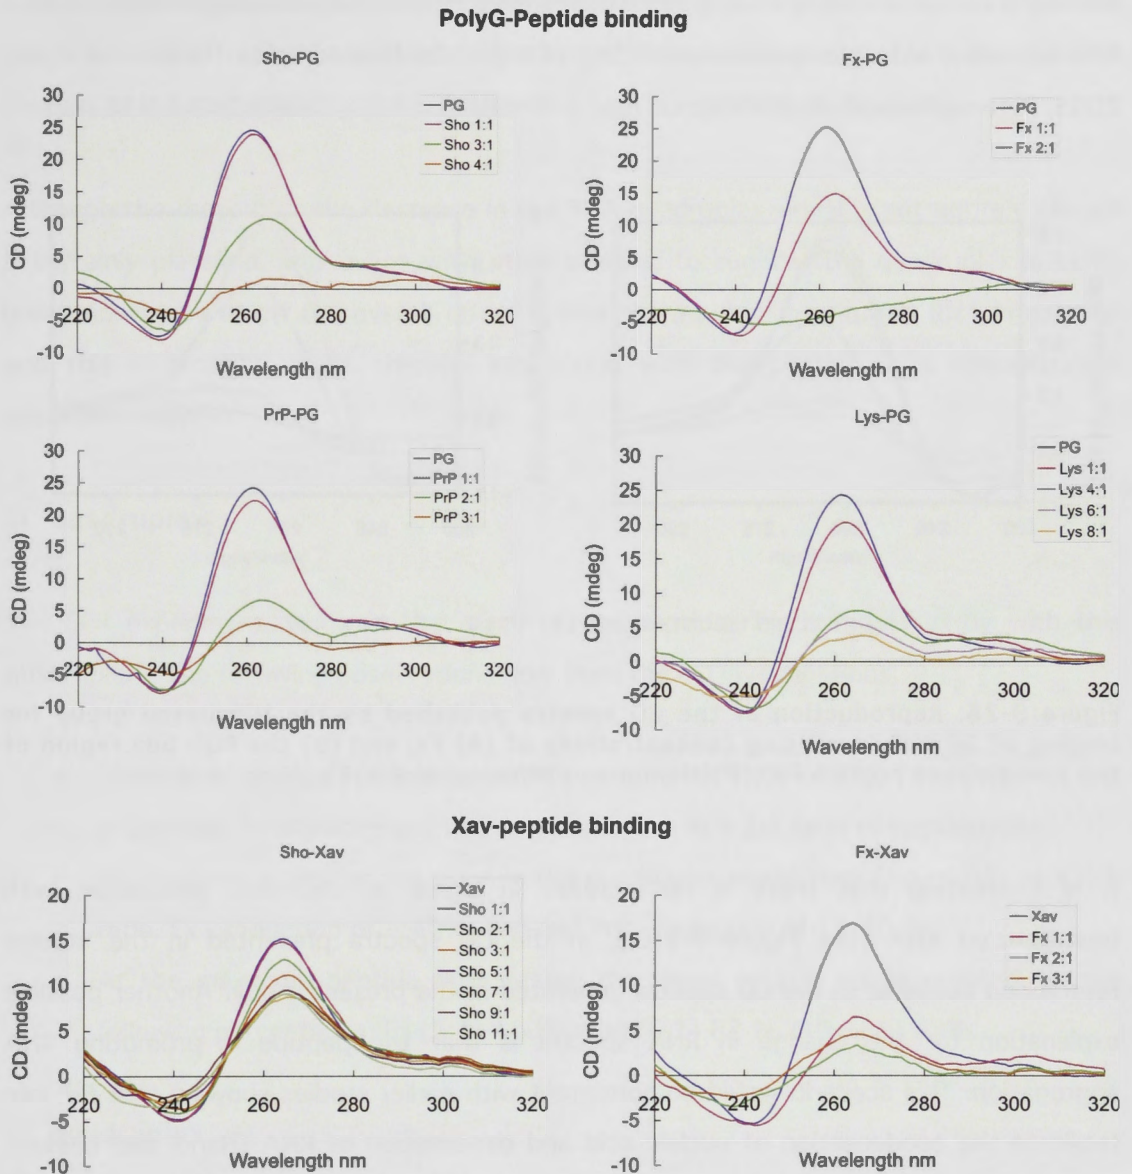 PolyG-Peptide binding
Sho-PG
PG
Sho 1:1
Sho 3:1
Sho 4:1
CD (mdeg)
30
25
20
15
10
5
0
-5
-10
220 240 260 280 300 320
Wavelength nm
Fx-PG
PG
Fx 1:1
Fx 2:1
CD (mdeg)
30
25
20
15
10
5
0
-5
-10
220 240 260 280 300 320
Wavelength nm
PrP-PG
PG
PrP 1:1
PrP 2:1
PrP 3:1
CD (mdeg)
30
25
20
15
10
5
0
-5
-10
220 240 260 280 300 320
Wavelength nm
Lys-PG
PG
Lys 1:1
Lys 4:1
Lys 6:1
Lys 8:1
CD (mdeg)
30
25
20
15
10
5
0
-5
-10
220 240 260 280 300 320
Wavelength nm
Xav-peptide binding
Sho-Xav
Xav
Sho 1:1
Sho 2:1
Sho 3:1
Sho 5:1
Sho 7:1
Sho 9:1
Sho 11:1
CD (mdeg)
20
15
10
5
0
-5
-10
220 240 260 280 300 320
Wavelength nm
Fx-Xav
Xav
Fx 1:1
Fx 2:1
Fx 3:1
CD (mdeg)
20
15
10
5
0
-5
-10
220 240 260 280 300 320
Wavelength nm